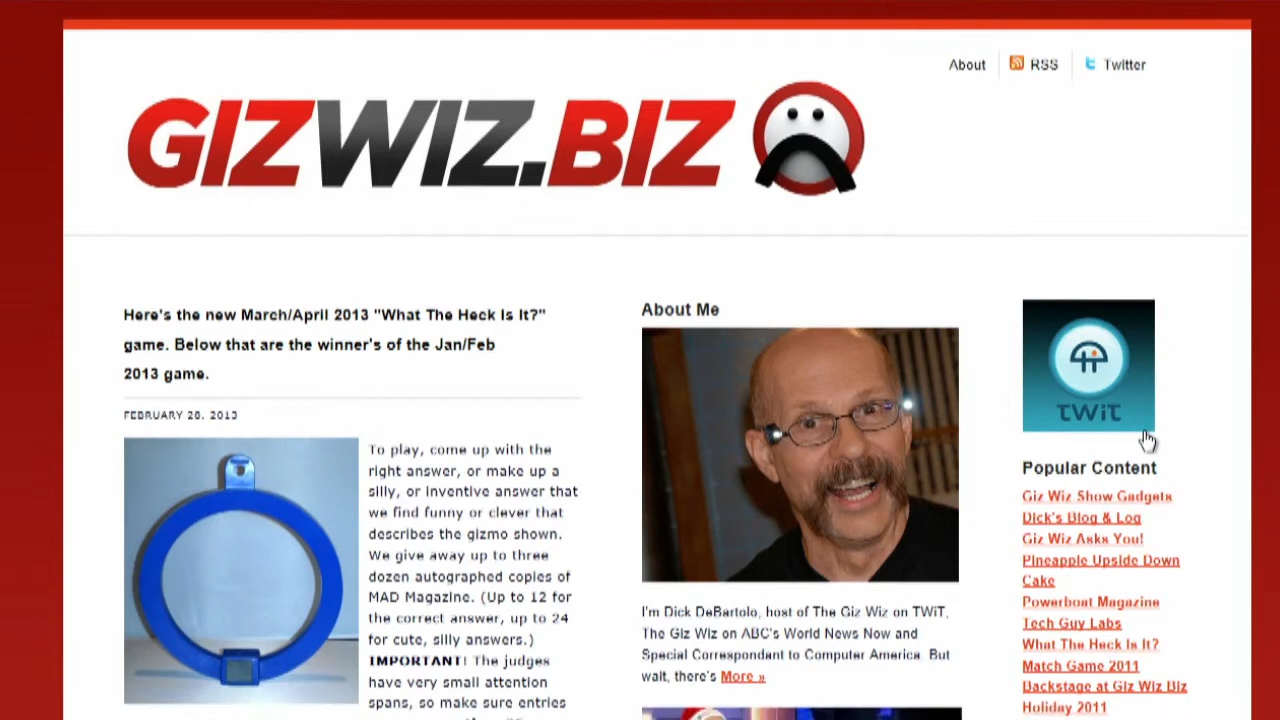 About
RSS
Twitter
GIZWIZ.BIZ
Here's the new March/April 2013 "What The Heck Is It?"
game. Below that are the winner's of the Jan/Feb
2013 game.
FEBRUARY 28, 2013
To play, come up with the
right answer, or make up a
silly, or inventive answer that
we find funny or clever that
describes the gizmo shown.
We give away up to three
dozen autographed copies of
MAD Magazine. (Up to 12 for
the correct answer, up to 24
for cute, silly answers.)
IMPORTANT! The judges
have very small attention
spans, so make sure entries
About Me
I'm Dick DeBartolo, host of The Giz Wiz on TWiT,
The Giz Wiz on ABC's World News Now and
Special Correspondant to Computer America. But
wait, there's More »
TWiT
Popular Content
Giz Wiz Show Gadgets
Dick's Blog & Log
Giz Wiz Asks You!
Pineapple Upside Down
Cake
Powerboat Magazine
Tech Guy Labs
What The Heck Is It?
Match Game 2011
Backstage at Giz Wiz Biz
Holiday 2011